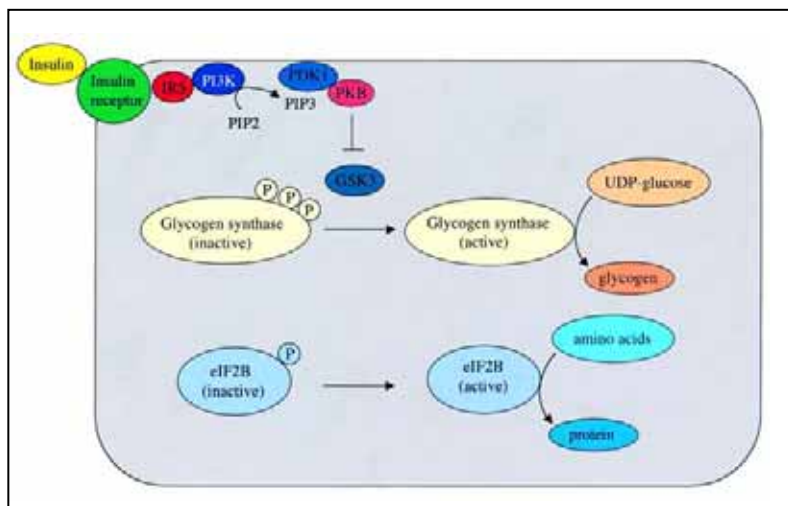 Insulin
Insulin
receptor
IRS
PI3K
PIP2
PIP3
PDK1
PKB
GSK3
P
P
P
Glycogen synthase
(inactive)
Glycogen synthase
(active)
UDP-glucose
glycogen
P
eIF2B
(inactive)
eIF2B
(active)
amino acids
protein